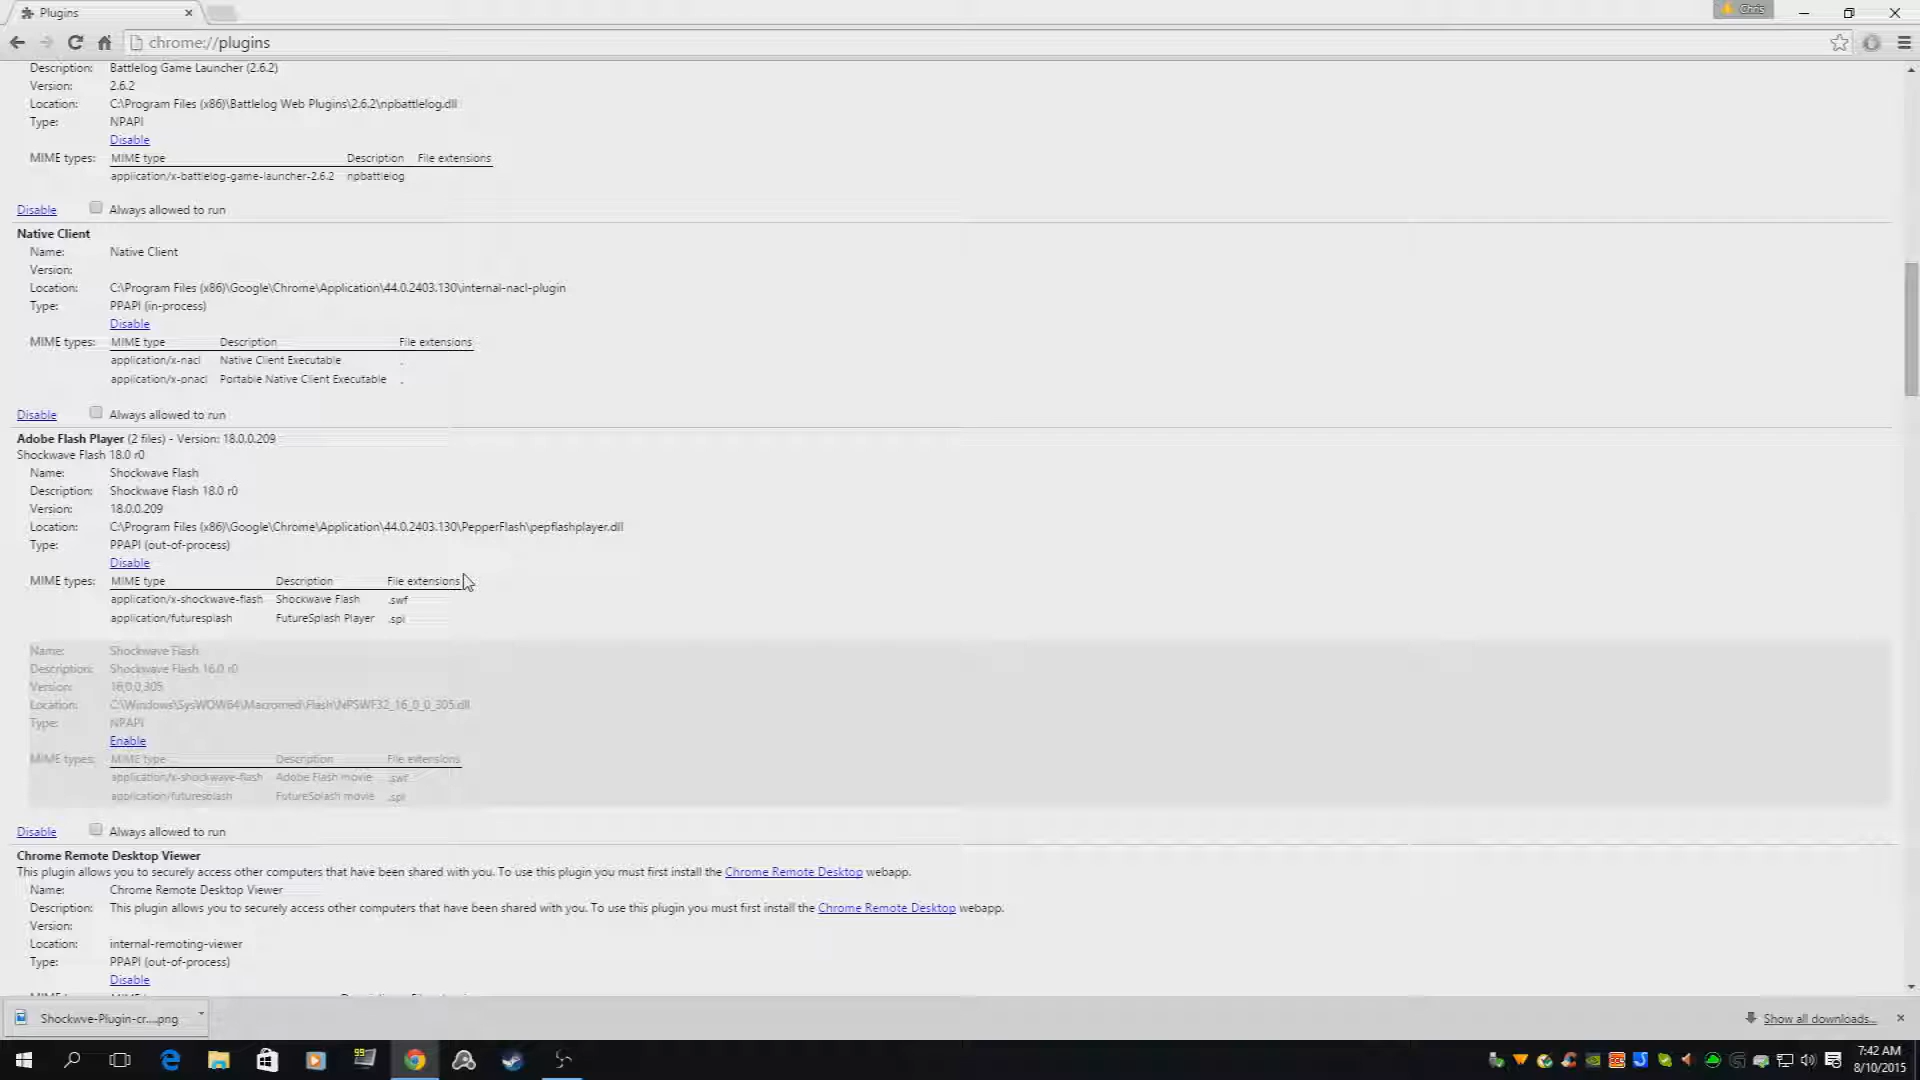 Plugins
Chris
chrome://plugins
Description: Battlelog Game Launcher (2.6.2)
Version: 2.6.2
Location: C:\Program Files (x86)\Battlelog Web Plugins\2.6.2\npbattlelog.dll
Type: NPAPI
Disable
MIME types: MIME type Description File extensions
application/x-battlelog-game-launcher-2.6.2 npbattlelog
Disable Always allowed to run
Native Client
Name: Native Client
Version:
Location: C:\Program Files (x86)\Google\Chrome\Application\44.0.2403.130\internal-nacl-plugin
Type: PPAPI (in-process)
Disable
MIME types: MIME type Description File extensions
application/x-nacl Native Client Executable .
application/x-pnacl Portable Native Client Executable .
Disable Always allowed to run
Adobe Flash Player (2 files) - Version: 18.0.0.209
Shockwave Flash 18.0 r0
Name: Shockwave Flash
Description: Shockwave Flash 18.0 r0
Version: 18.0.0.209
Location: C:\Program Files (x86)\Google\Chrome\Application\44.0.2403.130\PepperFlash\pepflashplayer.dll
Type: PPAPI (out-of-process)
Disable
MIME types: MIME type Description File extensions
application/x-shockwave-flash Shockwave Flash .swf
application/futuresplash FutureSplash Player .spl
Name: Shockwave Flash
Description: Shockwave Flash 16.0 r0
Version: 16,0,0,305
Location: C:\Windows\SysWOW64\Macromed\Flash\NPSWF32_16_0_0_305.dll
Type: NPAPI
Enable
MIME types: MIME type Description File extensions
application/x-shockwave-flash Adobe Flash movie .swf
application/futuresplash FutureSplash movie .spl
Disable Always allowed to run
Chrome Remote Desktop Viewer
This plugin allows you to securely access other computers that have been shared with you. To use this plugin you must first install the Chrome Remote Desktop webapp.
Name: Chrome Remote Desktop Viewer
Description: This plugin allows you to securely access other computers that have been shared with you. To use this plugin you must first install the Chrome Remote Desktop webapp.
Version:
Location: internal-remoting-viewer
Type: PPAPI (out-of-process)
Disable
Shockwve-Plugin-cr....png
Show all downloads...
99
7:42 AM
8/10/2015